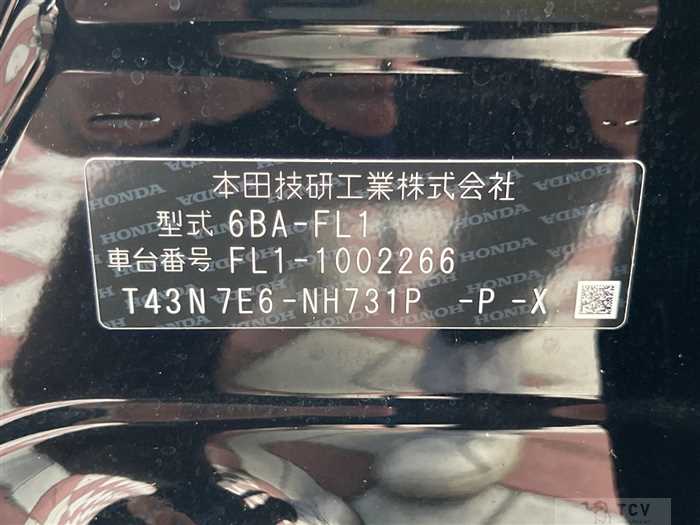 本田技研工業株式会社
型式 6BA-FL1
車台番号 FL1-1002266
T43N7E6-NH731P -P -X
TCV